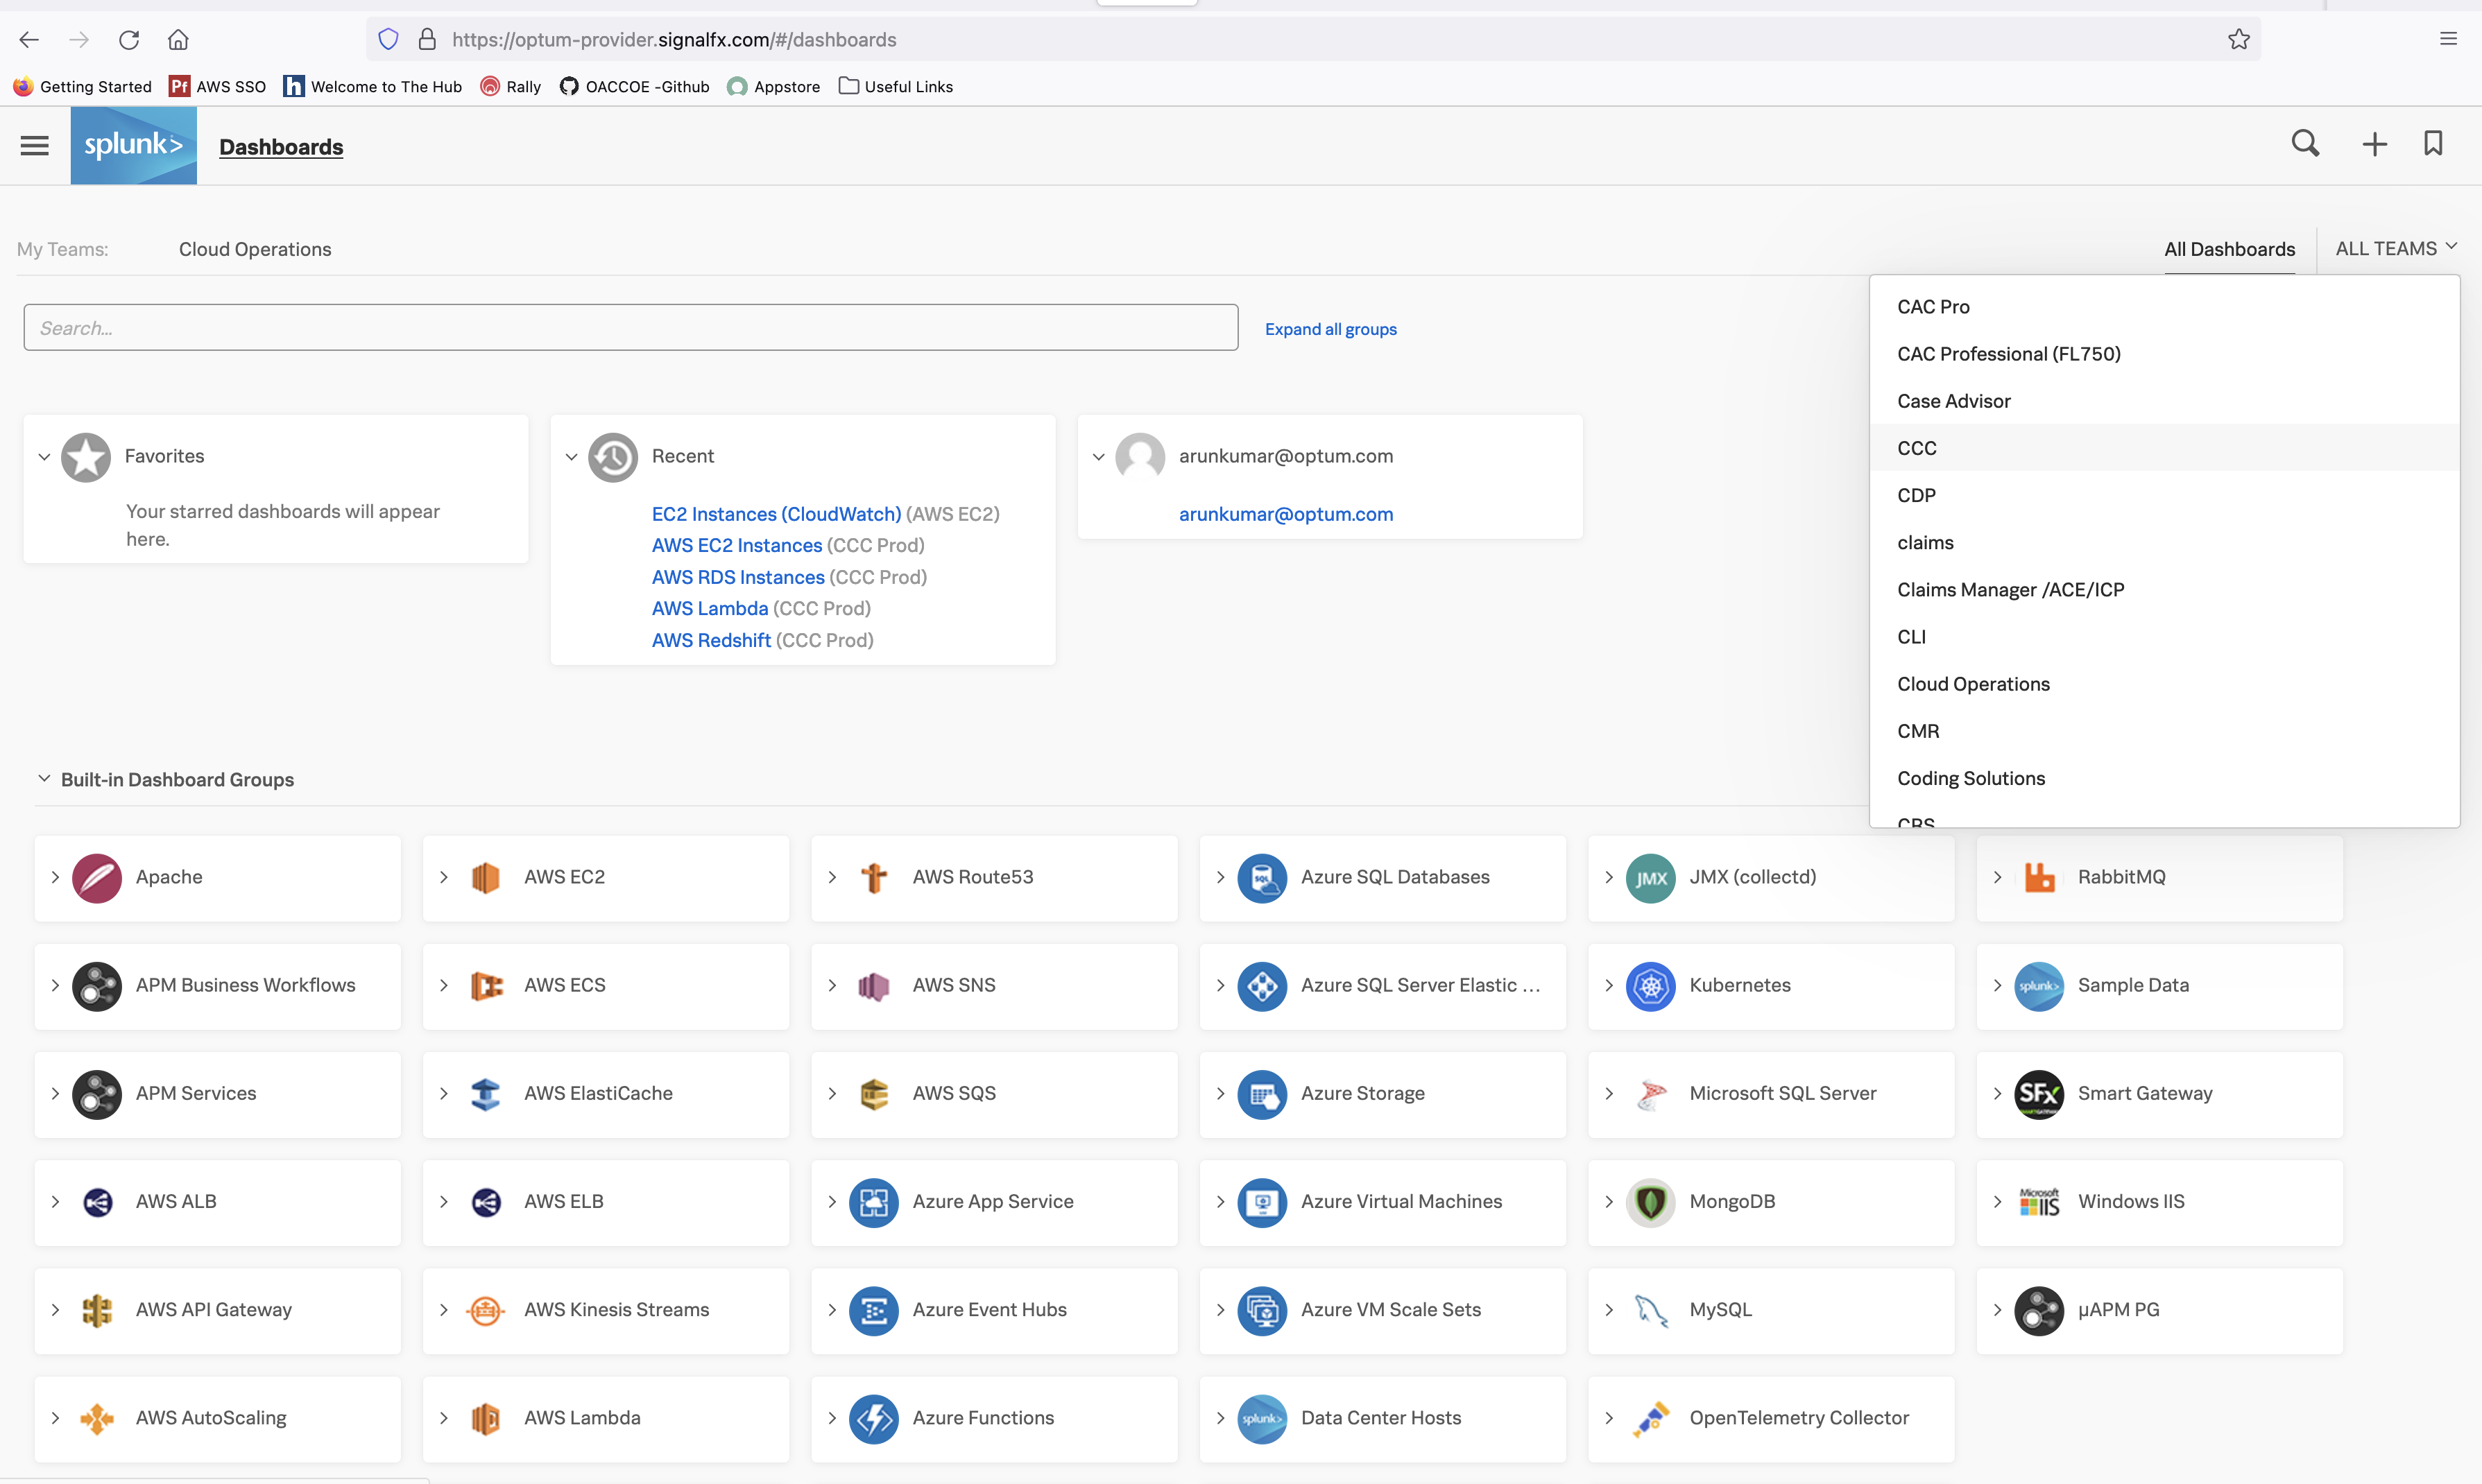 https://optum-provider.signalfx.com/#/dashboards
Getting Started
Pf AWS SSO
h Welcome to The Hub
Rally
OACCOE -Github
Appstore
Useful Links
splunk>
Dashboards
My Teams:
Cloud Operations
All Dashboards
ALL TEAMS
Search...
Expand all groups
Favorites
Your starred dashboards will appear
here.
Recent
EC2 Instances (CloudWatch) (AWS EC2)
AWS EC2 Instances (CCC Prod)
AWS RDS Instances (CCC Prod)
AWS Lambda (CCC Prod)
AWS Redshift (CCC Prod)
arunkumar@optum.com
arunkumar@optum.com
CAC Pro
CAC Professional (FL750)
Case Advisor
CCC
CDP
claims
Claims Manager /ACE/ICP
CLI
Cloud Operations
CMR
Coding Solutions
CRS
Built-in Dashboard Groups
Apache
AWS EC2
AWS Route53
SQL
Azure SQL Databases
JMX
JMX (collectd)
RabbitMQ
APM Business Workflows
AWS ECS
AWS SNS
Azure SQL Server Elastic ...
Kubernetes
splunk>
Sample Data
APM Services
AWS ElastiCache
AWS SQS
Azure Storage
Microsoft SQL Server
SFx
Smart Gateway
AWS ALB
AWS ELB
Azure App Service
Azure Virtual Machines
MongoDB
Microsoft
IIS
Windows IIS
AWS API Gateway
AWS Kinesis Streams
Azure Event Hubs
Azure VM Scale Sets
MySQL
µAPM PG
AWS AutoScaling
AWS Lambda
Azure Functions
splunk>
Data Center Hosts
OpenTelemetry Collector